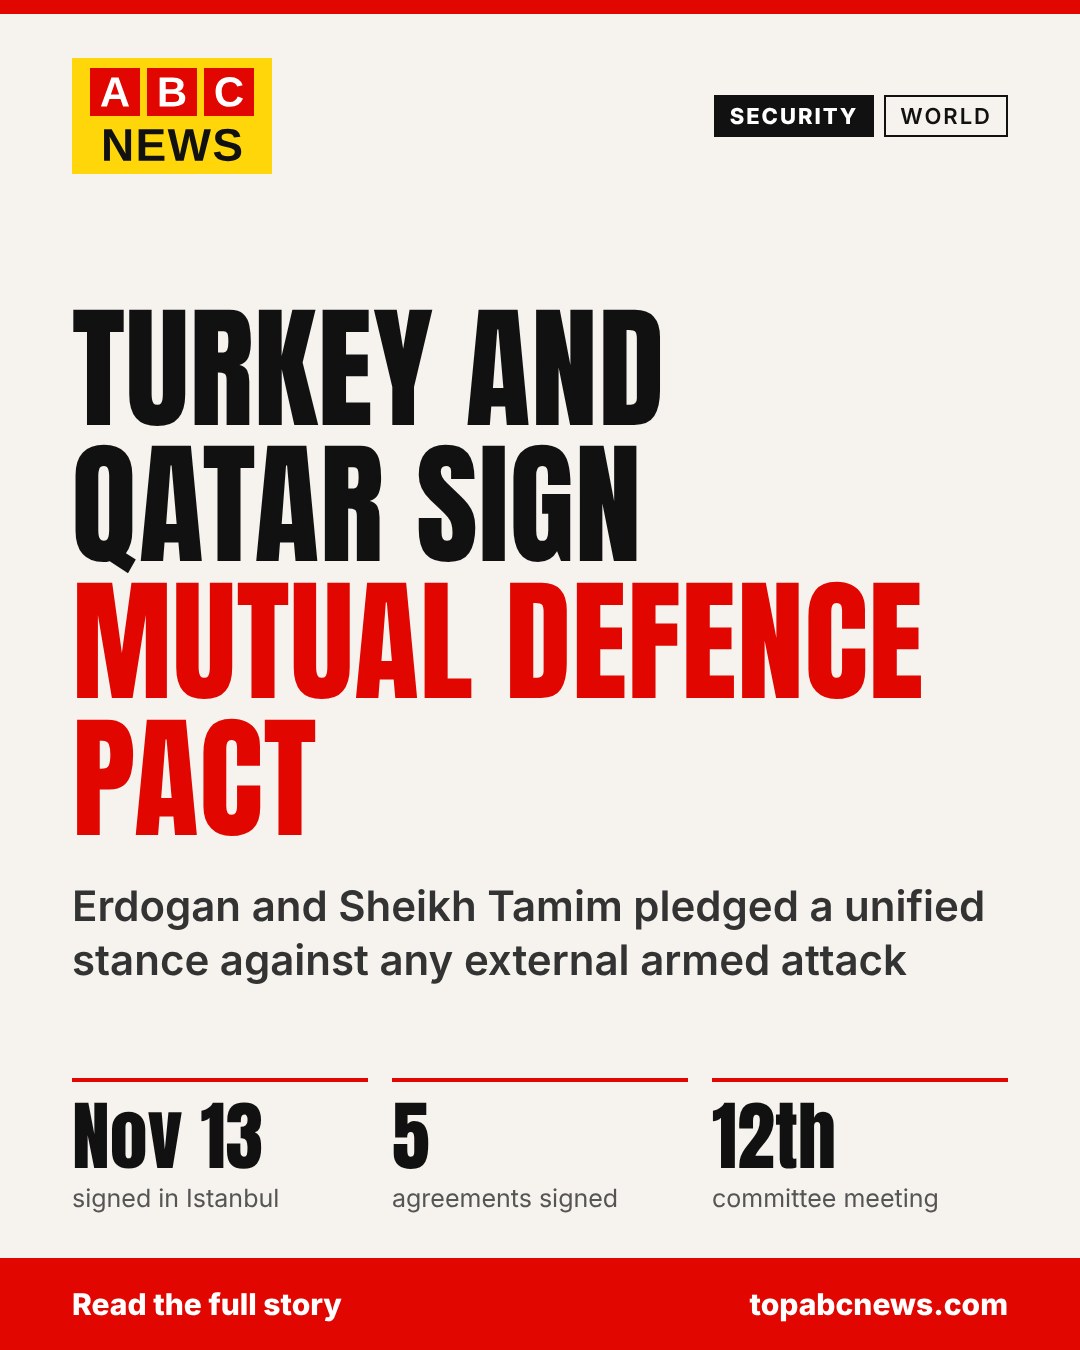 ABC
NEWS
SECURITY
WORLD
TURKEY AND
QATAR SIGN
MUTUAL DEFENCE
PACT
Erdogan and Sheikh Tamim pledged a unified
stance against any external armed attack
Nov 13
signed in Istanbul
5
agreements signed
12th
committee meeting
Read the full story
topabcnews.com